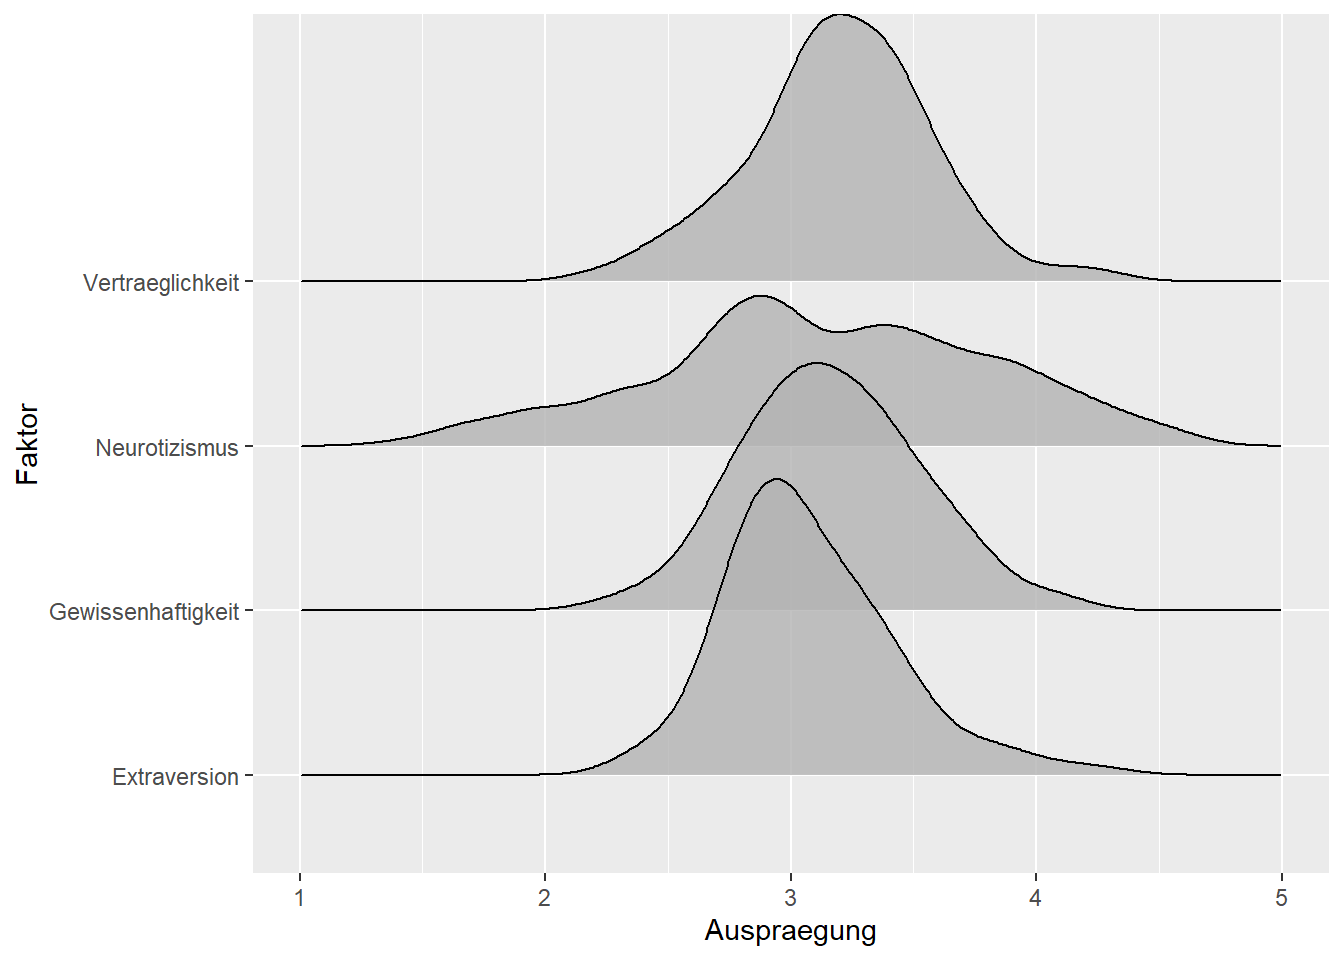 Faktor
Vertraeglichkeit
Neurotizismus
Gewissenhaftigkeit
Extraversion
1 2 3 4 5
Auspraegung